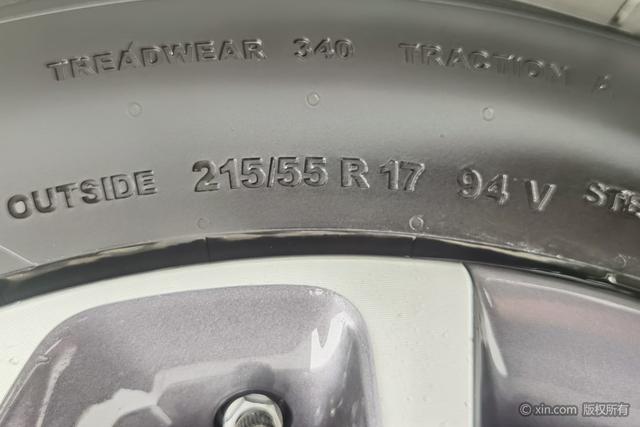 TREADWEAR 340 TRACTION A
OUTSIDE 215/55 R 17 94 V
© xin.com 版权所有